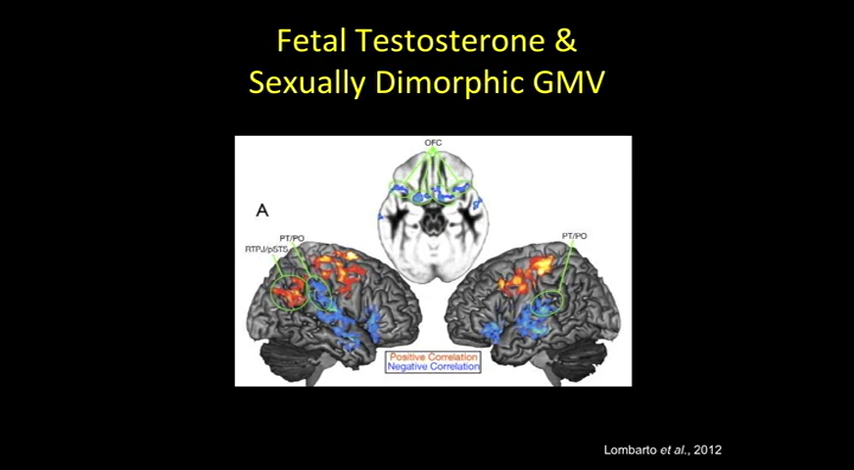 Fetal Testosterone &
Sexually Dimorphic GMV
OFC
A
PT/PO
RTPJ/pSTS
PT/PO
Positive Correlation
Negative Correlation
Lombarto et al., 2012